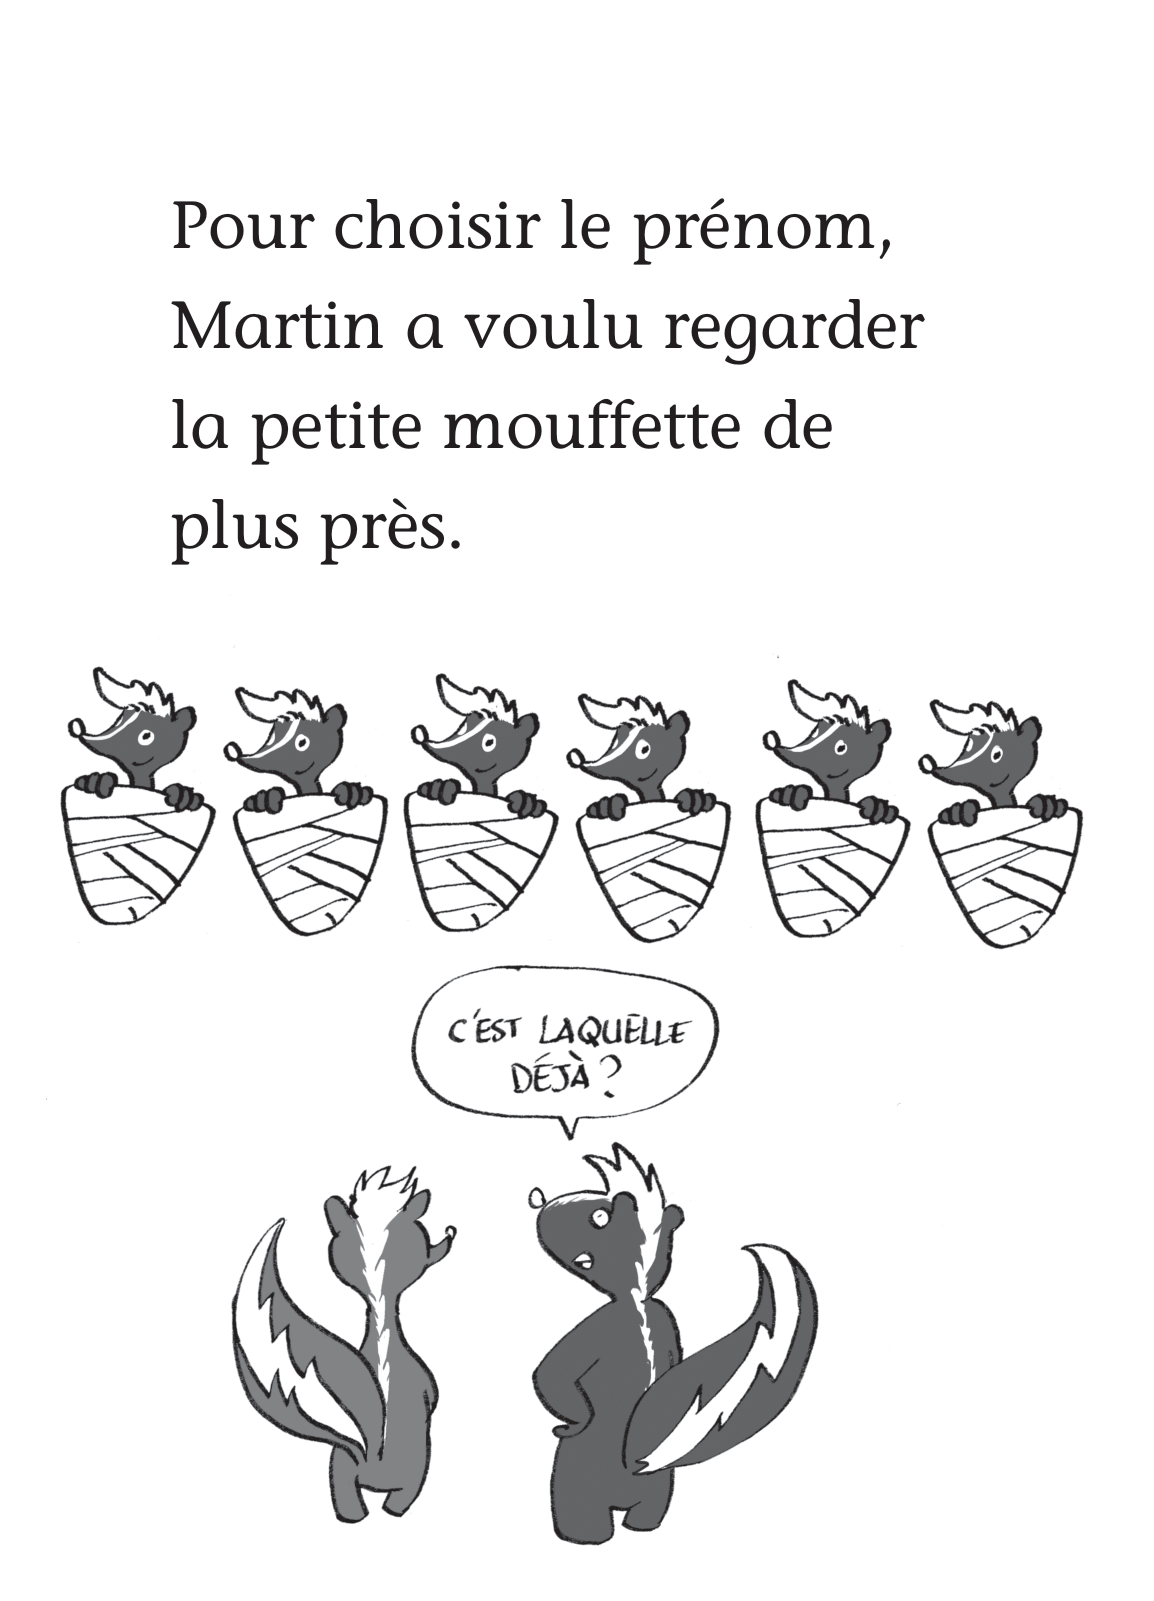 Pour choisir le prénom,
Martin a voulu regarder
la petite mouffette de
plus près.
C'EST LAQUELLE
DÉJÀ ?